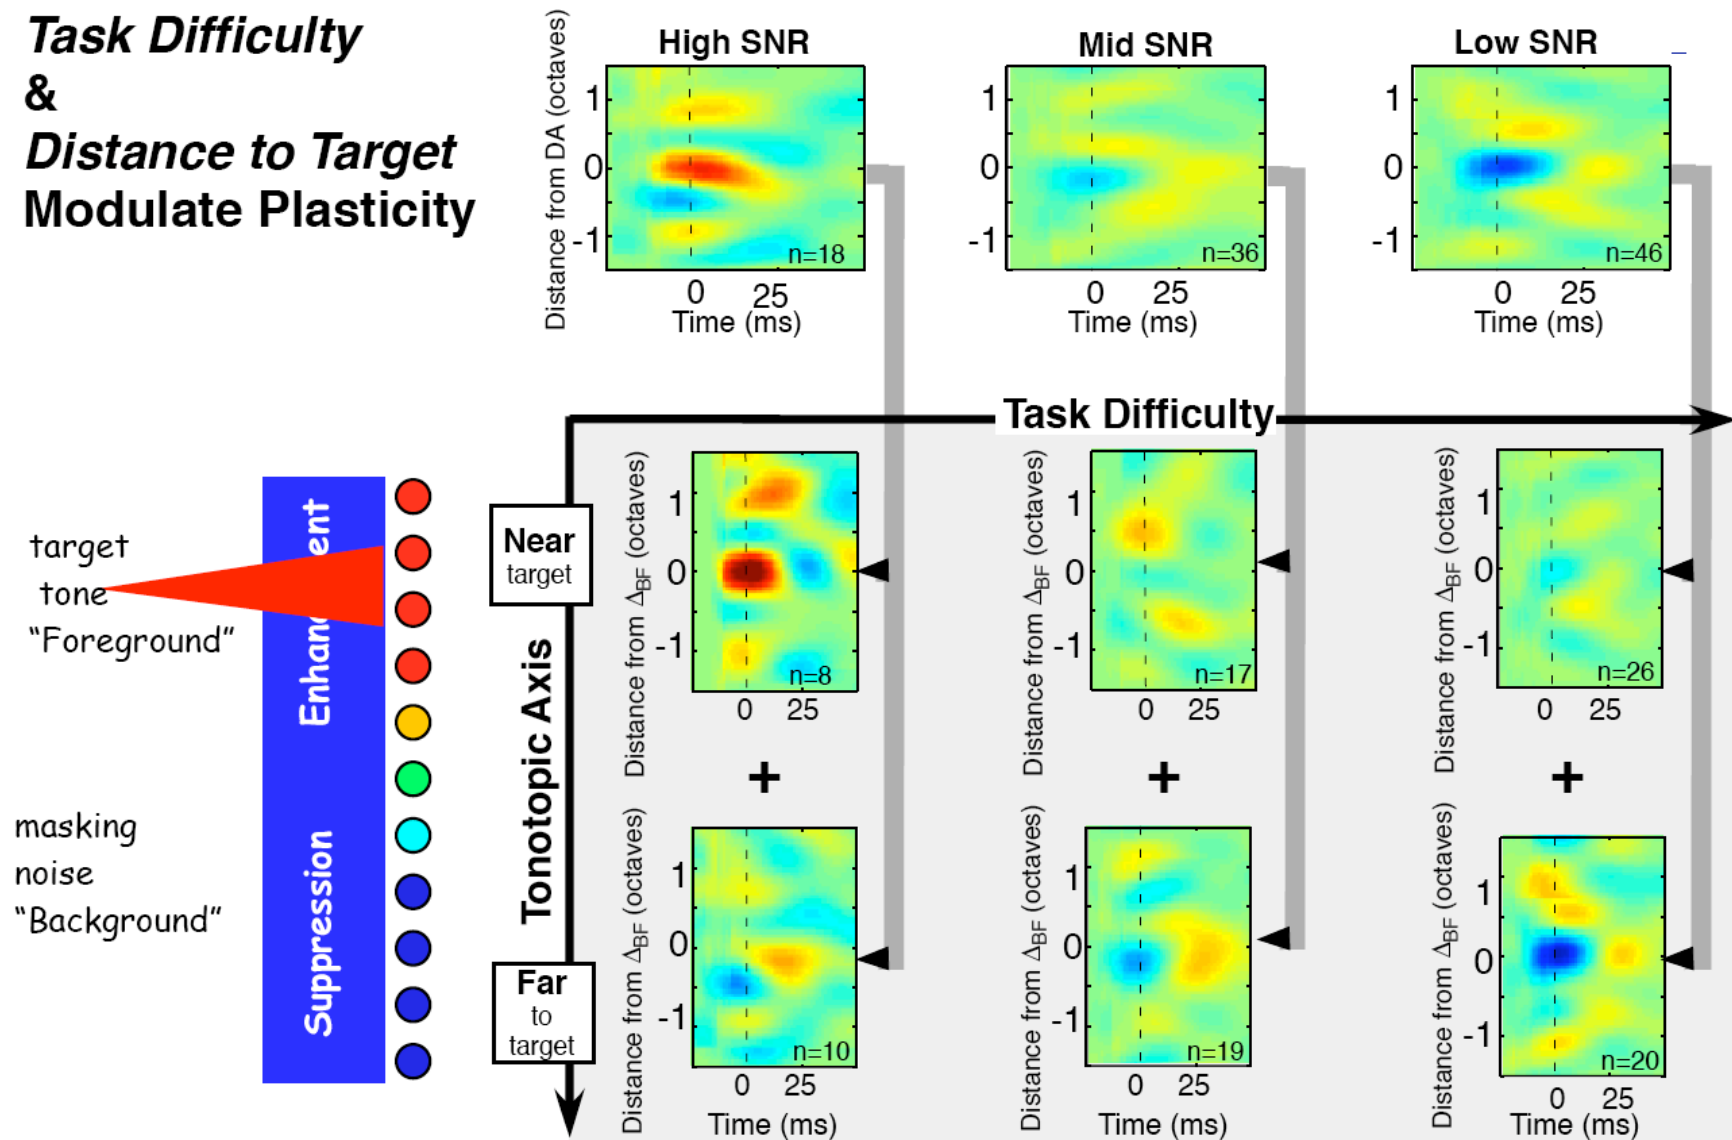 Task Difficulty
&
Distance to Target
Modulate Plasticity
High SNR
Mid SNR
Low SNR
Distance from DA (octaves)
1
0
-1
n=18
0 25
Time (ms)
1
0
-1
n=36
0 25
Time (ms)
1
0
-1
n=46
0 25
Time (ms)
Task Difficulty
Tonotopic Axis
Near
target
Far
to
target
target
tone
"Foreground"
masking
noise
"Background"
Enhancement
Suppression
Distance from Δ_BF (octaves)
1
0
-1
n=8
0 25
Distance from Δ_BF (octaves)
1
0
-1
n=17
0 25
Distance from Δ_BF (octaves)
1
0
-1
n=26
0 25
+
+
+
Distance from Δ_BF (octaves)
1
0
-1
n=10
0 25
Time (ms)
Distance from Δ_BF (octaves)
1
0
-1
n=19
0 25
Time (ms)
Distance from Δ_BF (octaves)
1
0
-1
n=20
0 25
Time (ms)